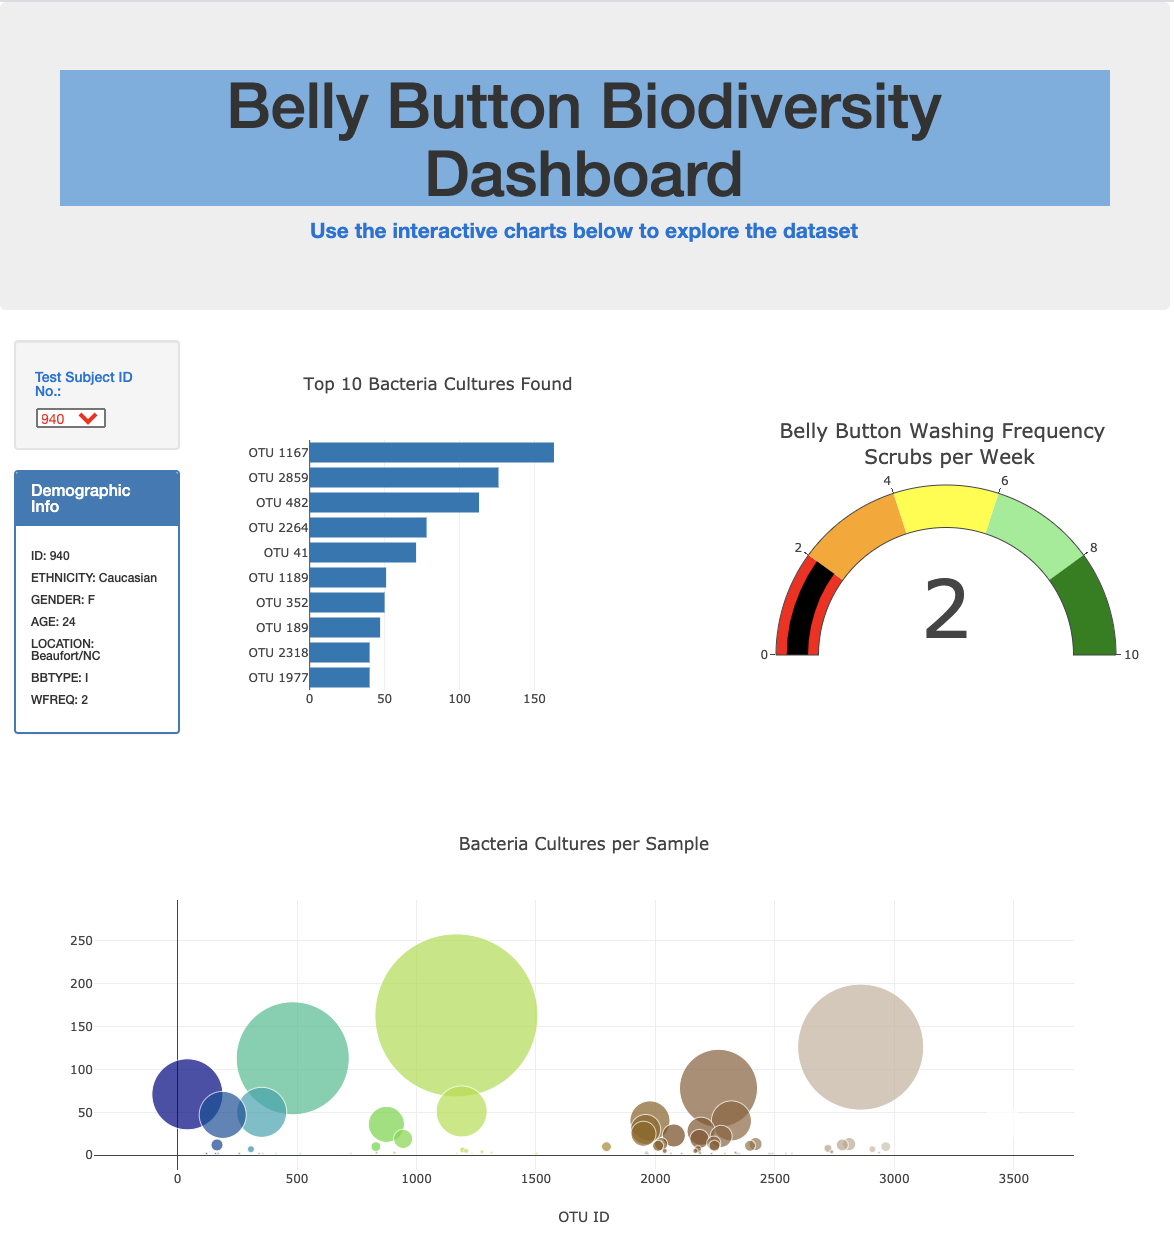 Belly Button Biodiversity
Dashboard
Use the interactive charts below to explore the dataset
Test Subject ID
No.:
940
Demographic
Info
ID: 940
ETHNICITY: Caucasian
GENDER: F
AGE: 24
LOCATION:
Beaufort/NC
BBTYPE: I
WFREQ: 2
Top 10 Bacteria Cultures Found
OTU 1167
OTU 2859
OTU 482
OTU 2264
OTU 41
OTU 1189
OTU 352
OTU 189
OTU 2318
OTU 1977
0 50 100 150
Belly Button Washing Frequency
Scrubs per Week
4 6
2 8
2
0 10
Bacteria Cultures per Sample
250
200
150
100
50
0
0 500 1000 1500 2000 2500 3000 3500
OTU ID